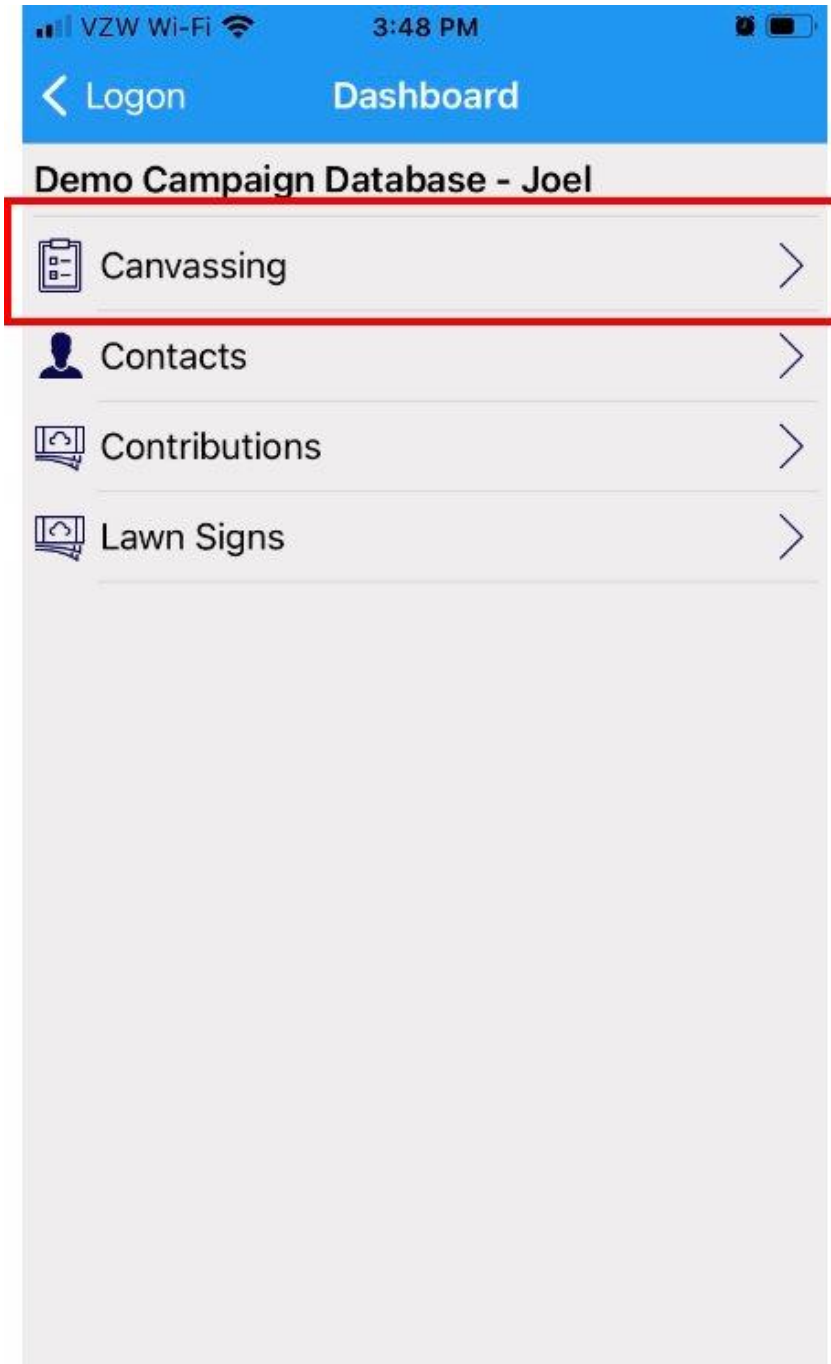 VZW Wi-Fi 3:48 PM
Logon Dashboard
Demo Campaign Database - Joel
Canvassing
Contacts
Contributions
Lawn Signs